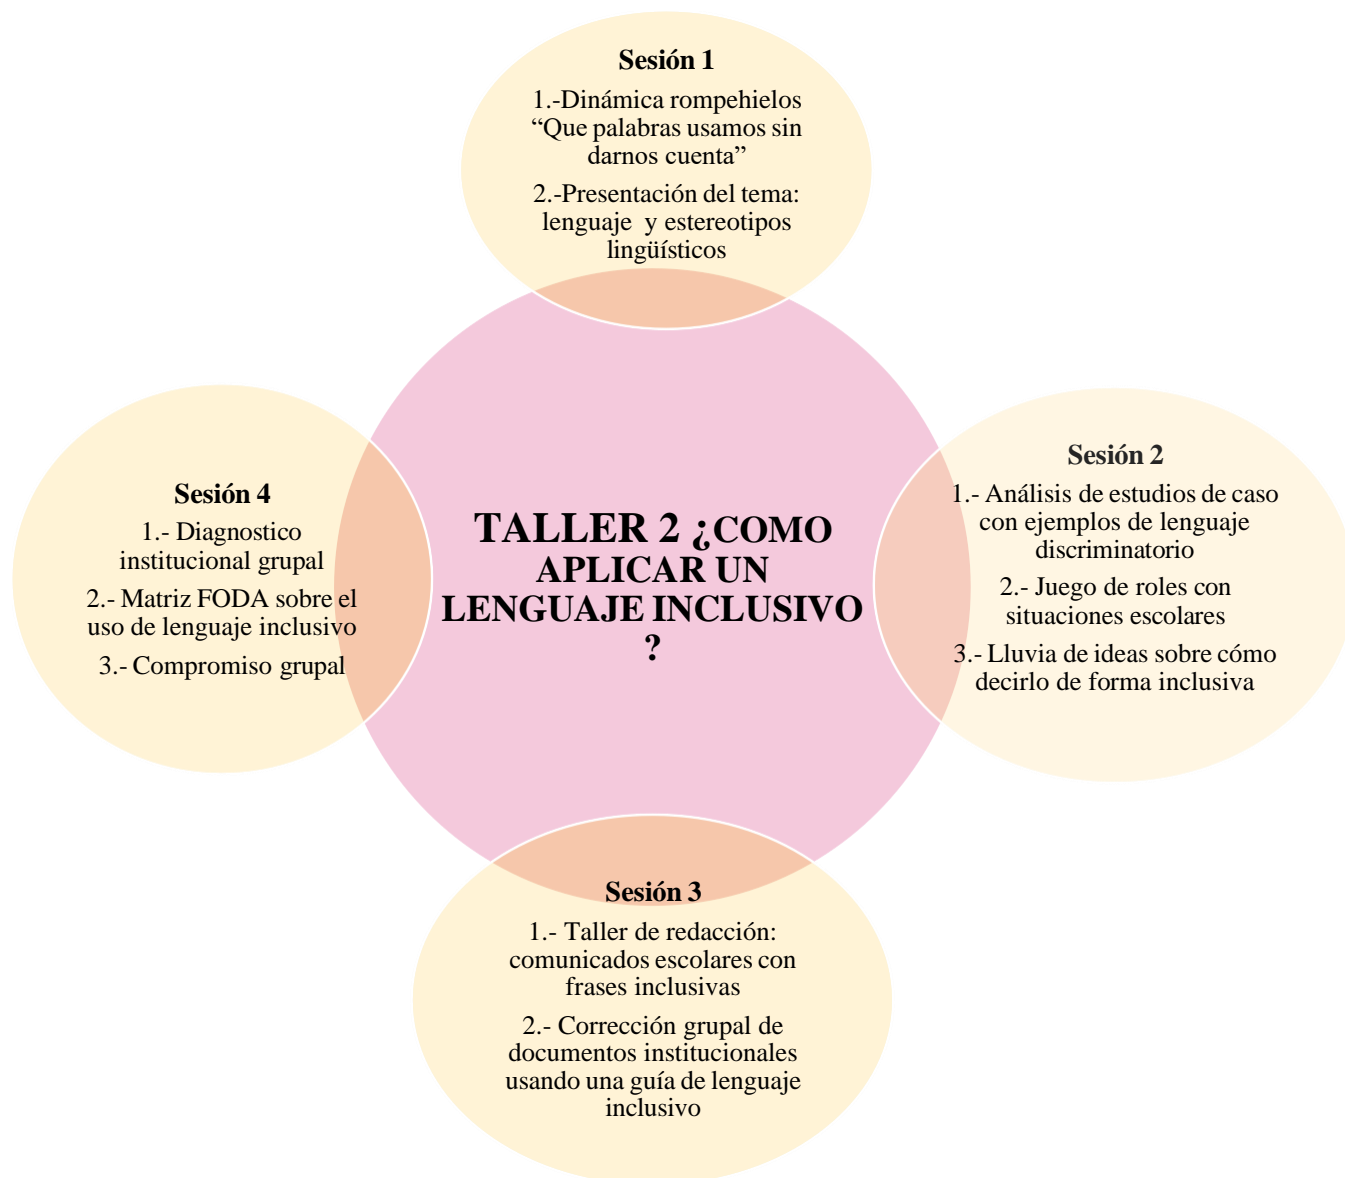 Sesión 1
1.-Dinámica rompehielos
“Que palabras usamos sin
darnos cuenta”
2.-Presentación del tema:
lenguaje y estereotipos
lingüísticos
Sesión 2
1.- Análisis de estudios de caso
con ejemplos de lenguaje
discriminatorio
2.- Juego de roles con
situaciones escolares
3.- Lluvia de ideas sobre cómo
decirlo de forma inclusiva
TALLER 2 ¿COMO
APLICAR UN
LENGUAJE INCLUSIVO
?
Sesión 4
1.- Diagnostico
institucional grupal
2.- Matriz FODA sobre el
uso de lenguaje inclusivo
3.- Compromiso grupal
Sesión 3
1.- Taller de redacción:
comunicados escolares con
frases inclusivas
2.- Corrección grupal de
documentos institucionales
usando una guía de lenguaje
inclusivo